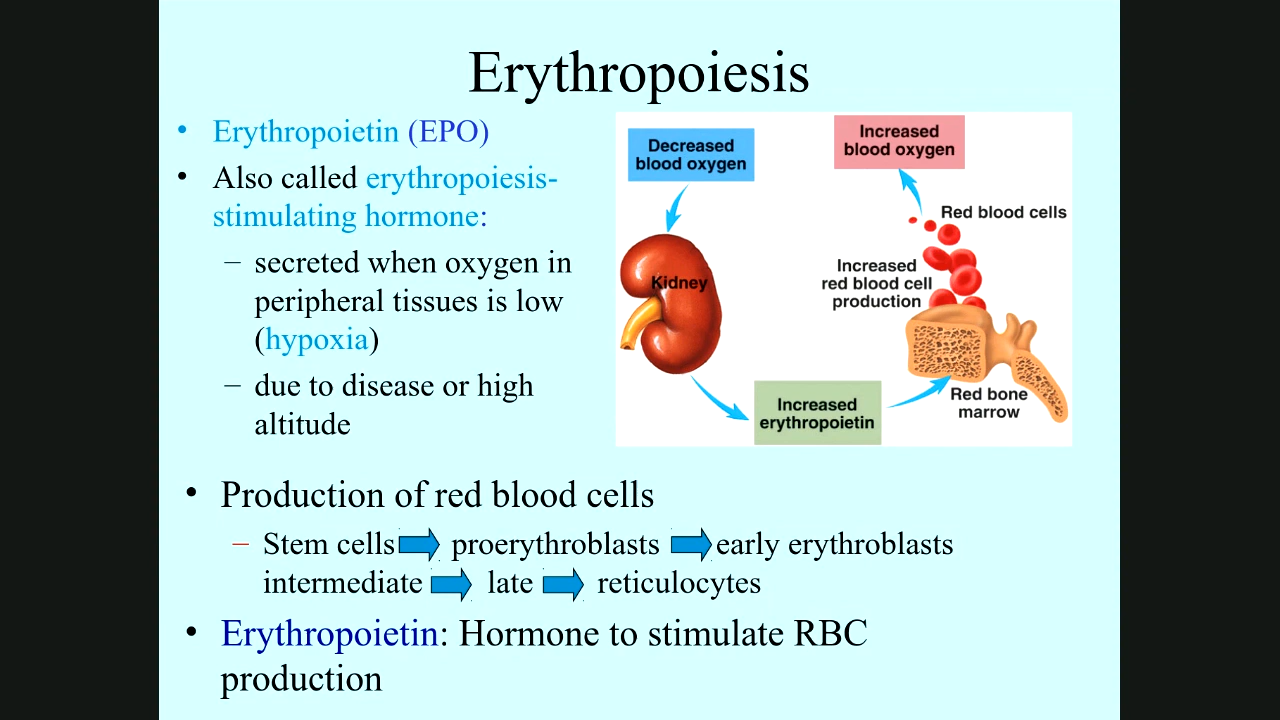 Erythropoiesis
• Erythropoietin (EPO)
• Also called erythropoiesis-
stimulating hormone:
– secreted when oxygen in
peripheral tissues is low
(hypoxia)
– due to disease or high
altitude
Decreased
blood oxygen
Kidney
Increased
erythropoietin
Red bone
marrow
Increased
red blood cell
production
Red blood cells
Increased
blood oxygen
• Production of red blood cells
– Stem cells proerythroblasts early erythroblasts
intermediate late reticulocytes
• Erythropoietin: Hormone to stimulate RBC
production